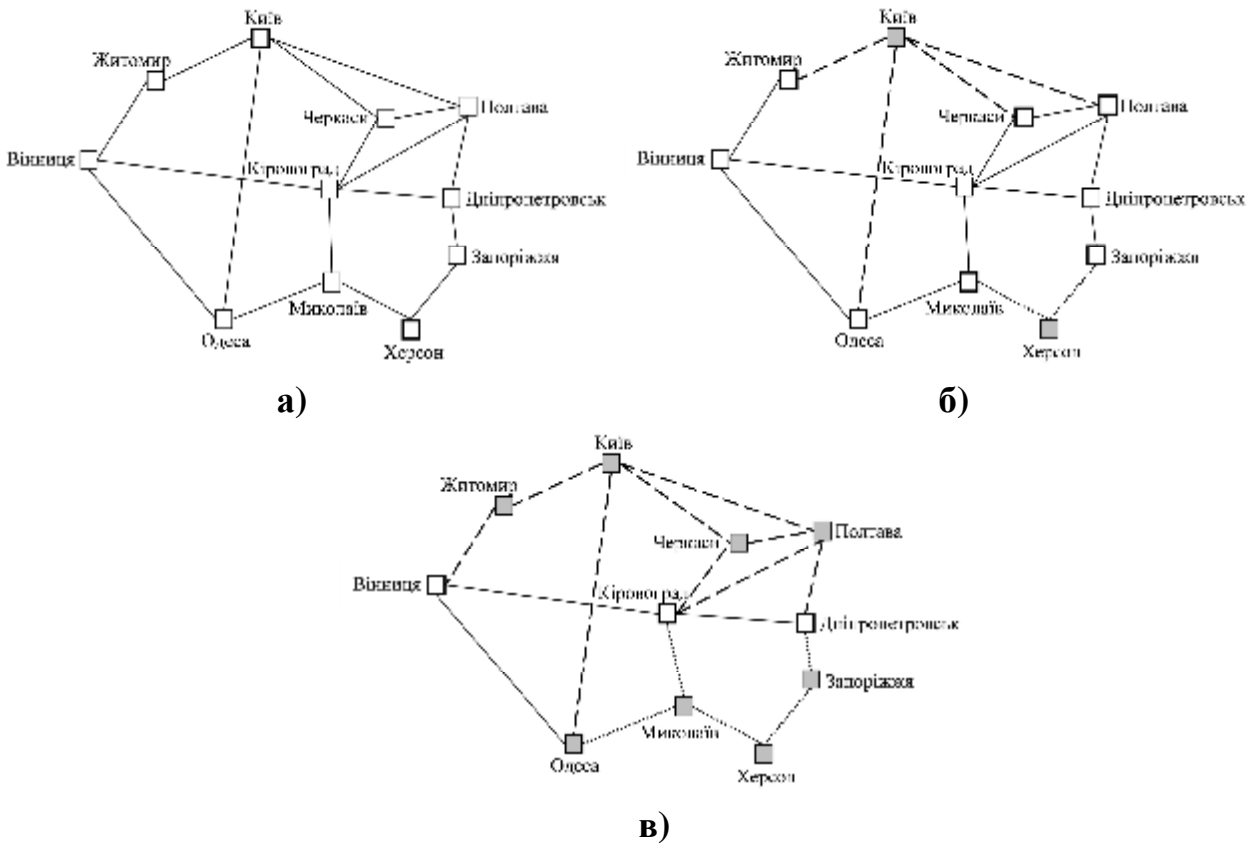 Київ
Житомир
Черкаси
Полтава
Вінниця
Кіровоград
Дніпропетровськ
Запоріжжя
Миколаїв
Одеса
Херсон
а)
Київ
Житомир
Черкаси
Полтава
Вінниця
Кіровоград
Дніпропетровськ
Запоріжжя
Миколаїв
Одеса
Херсон
б)
Київ
Житомир
Черкаси
Полтава
Вінниця
Кіровоград
Дніпропетровськ
Запоріжжя
Миколаїв
Одеса
Херсон
в)